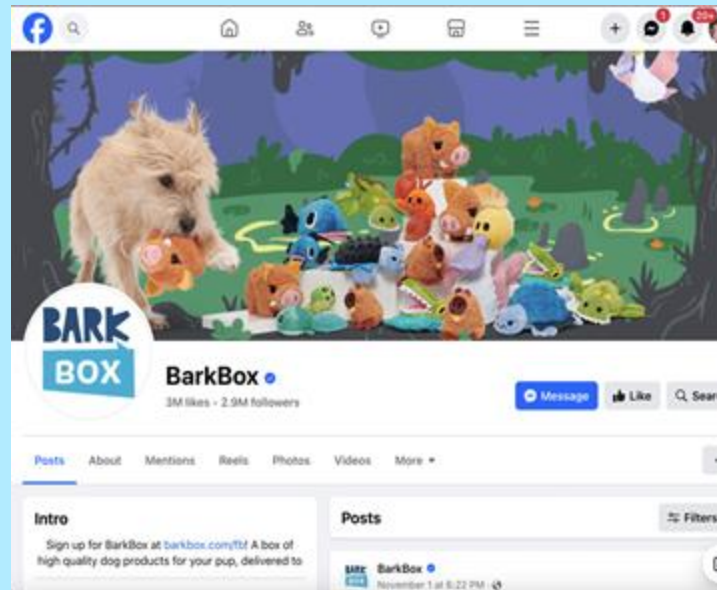 1
20+
BARK
BOX
BarkBox
3M likes • 2.9M followers
Message
Like
Sear
Posts
About
Mentions
Reels
Photos
Videos
More
Intro
Sign up for BarkBox at barkbox.com/fb! A box of
high quality dog products for your pup, delivered to
Posts
Filters
BARK
BarkBox
November 1 at 6:22 PM